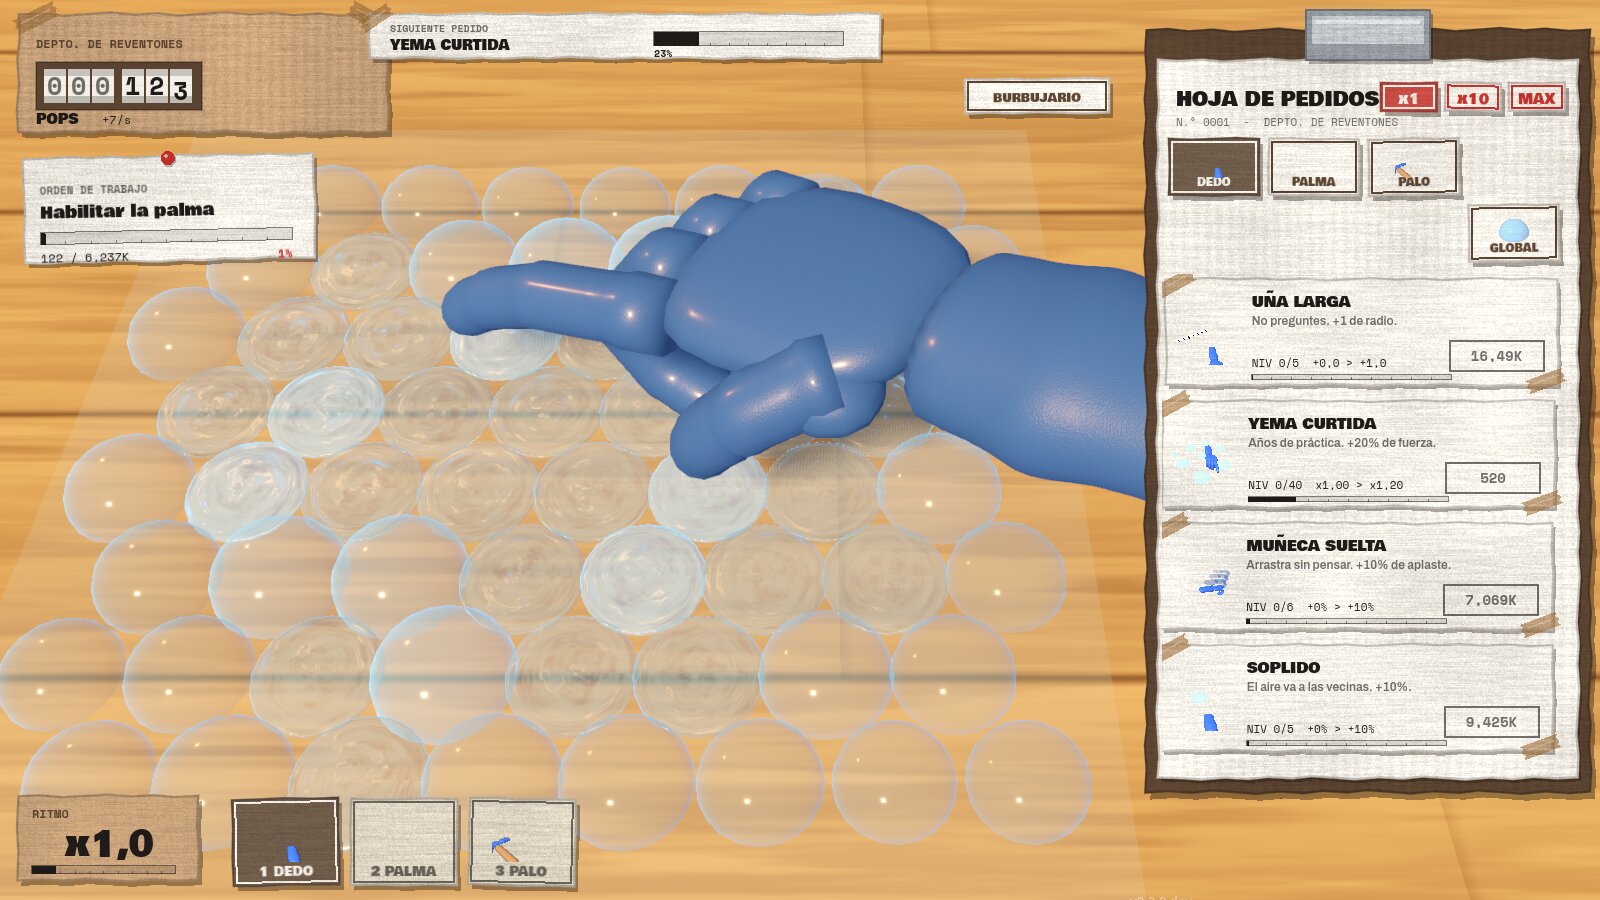 DEPTO. DE REVENTONES
000123
POPS +7/s
SIGUIENTE PEDIDO
YEMA CURTIDA
23%
BURBUJARIO
ORDEN DE TRABAJO
Habilitar la palma
122 / 6,237K 1%
HOJA DE PEDIDOS x1 x10 MAX
N.° 0001 - DEPTO. DE REVENTONES
DEDO PALMA PALO
GLOBAL
UÑA LARGA
No preguntes. +1 de radio.
NIV 0/5 +0,0 > +1,0 16,49K
YEMA CURTIDA
Años de práctica. +20% de fuerza.
NIV 0/40 x1,00 > x1,20 520
MUÑECA SUELTA
Arrastra sin pensar. +10% de aplaste.
NIV 0/6 +0% > +10% 7,069K
SOPLIDO
El aire va a las vecinas. +10%.
NIV 0/5 +0% > +10% 9,425K
RITMO
x1,0
1 DEDO 2 PALMA 3 PALO